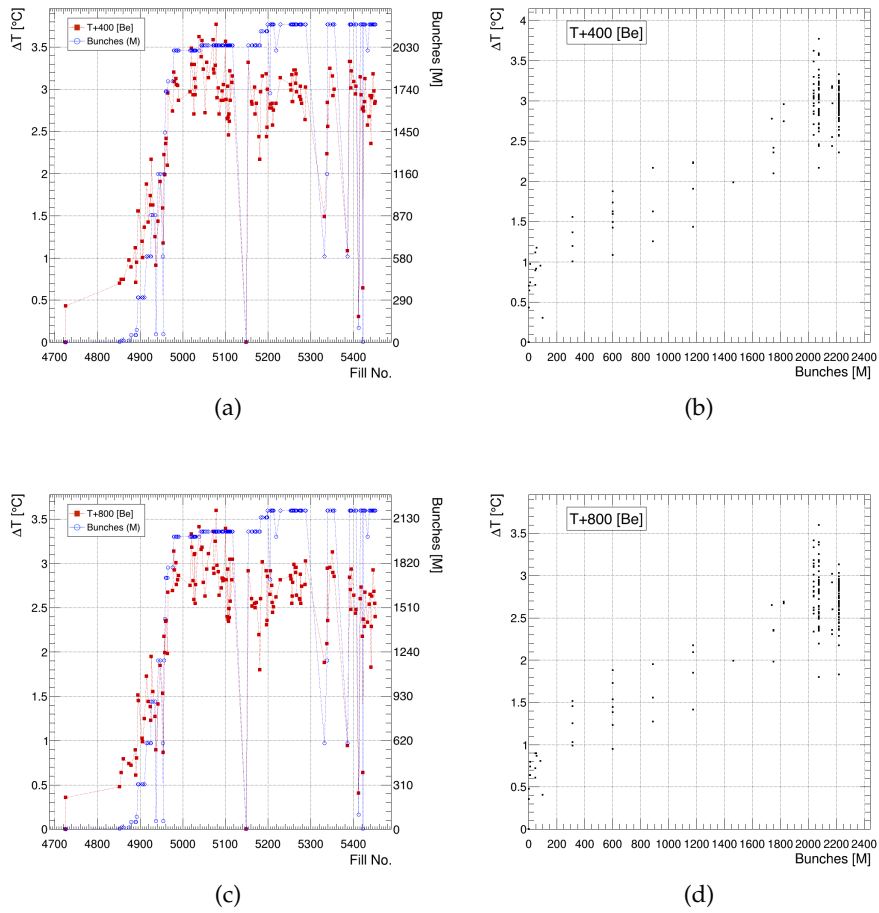 ΔT [°C]
3.5
3
2.5
2
1.5
1
0.5
0
T+400 [Be]
Bunches (M)
Bunches [M]
2030
1740
1450
1160
870
580
290
0
4700 4800 4900 5000 5100 5200 5300 5400
Fill No.
(a)
ΔT [°C]
4
3.5
3
2.5
2
1.5
1
0.5
0
T+400 [Be]
0 200 400 600 800 1000 1200 1400 1600 1800 2000 2200 2400
Bunches [M]
(b)
ΔT [°C]
3.5
3
2.5
2
1.5
1
0.5
0
T+800 [Be]
Bunches (M)
Bunches [M]
2130
1820
1510
1240
930
620
310
0
4700 4800 4900 5000 5100 5200 5300 5400
Fill No.
(c)
ΔT [°C]
4
3.5
3
2.5
2
1.5
1
0.5
0
T+800 [Be]
0 200 400 600 800 1000 1200 1400 1600 1800 2000 2200 2400
Bunches [M]
(d)